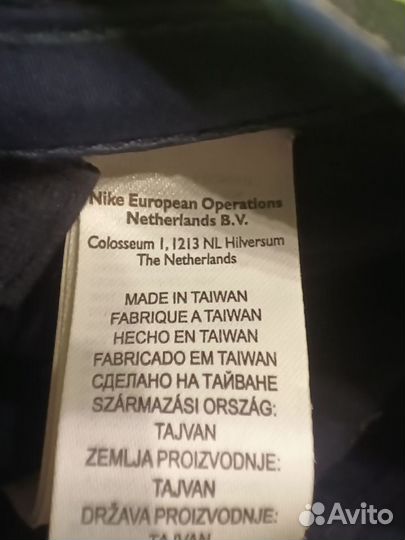 Nike European Operations
Netherlands B.V.
Colosseum 1, 1213 NL Hilversum
The Netherlands
MADE IN TAIWAN
FABRIQUE A TAIWAN
HECHO EN TAIWAN
FABRICADO EM TAIWAN
СДЕЛАНО НА ТАЙВАНЕ
SZÁRMAZÁSI ORSZÁG:
TAJVAN
ZEMLJA PROIZVODNJE:
TAJVAN
DRŽAVA PROIZVODNJE:
TAJVAN
Avito